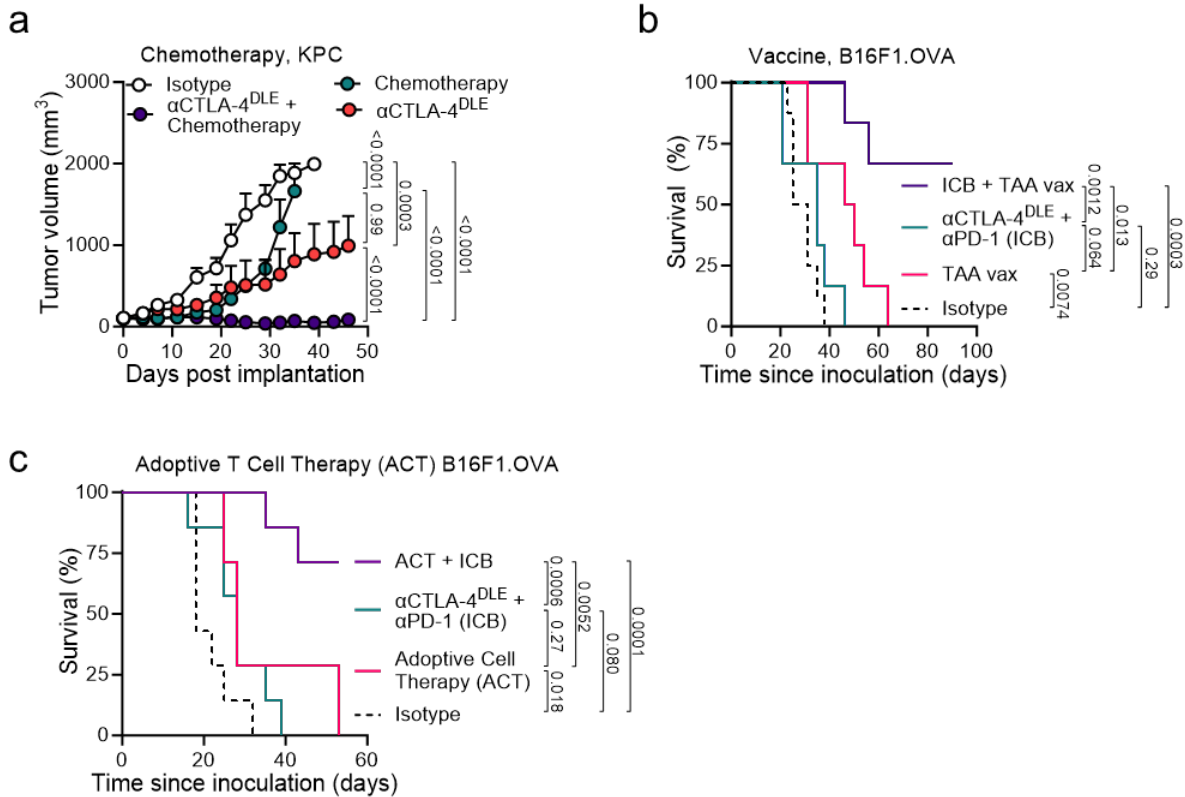 a
Chemotherapy, KPC
Isotype
αCTLA-4DLE +
Chemotherapy
Chemotherapy
αCTLA-4DLE
Tumor volume (mm3)
3000
2000
1000
0
0 10 20 30 40 50
Days post implantation
<0.0001
0.99
<0.0001
0.0003
<0.0001
<0.0001
b
Vaccine, B16F1.OVA
Survival (%)
100
75
50
25
0
0 20 40 60 80 100
Time since inoculation (days)
ICB + TAA vax
αCTLA-4DLE +
αPD-1 (ICB)
TAA vax
Isotype
0.0012
0.064
0.0074
0.013
0.29
0.0003
c
Adoptive T Cell Therapy (ACT) B16F1.OVA
Survival (%)
100
75
50
25
0
0 20 40 60
Time since inoculation (days)
ACT + ICB
αCTLA-4DLE +
αPD-1 (ICB)
Adoptive Cell
Therapy (ACT)
Isotype
0.0006
0.27
0.018
0.0052
0.080
0.0001